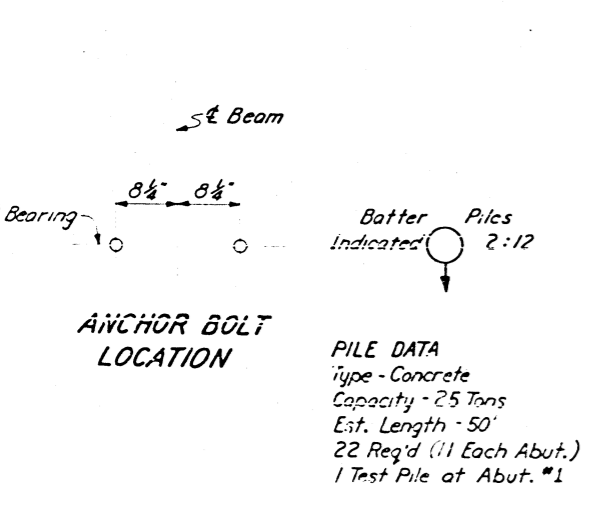 ℄ Beam
8¼" 8¼"
Bearing
ANCHOR BOLT
LOCATION
Batter Piles
Indicated 2:12
PILE DATA
Type - Concrete
Capacity - 25 Tons
Est. Length - 50'
22 Req'd (11 Each Abut.)
1 Test Pile at Abut. #1